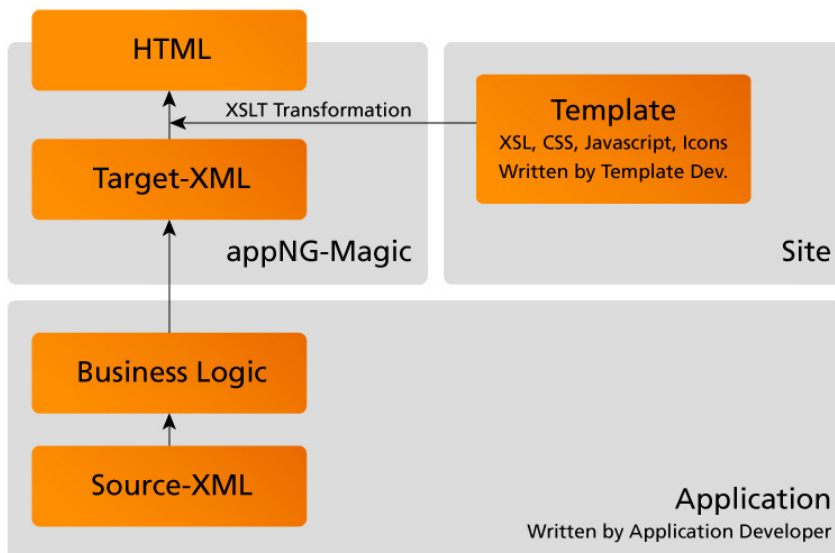 HTML
XSLT Transformation
Template
XSL, CSS, Javascript, Icons
Written by Template Dev.
Target-XML
appNG-Magic
Site
Business Logic
Source-XML
Application
Written by Application Developer